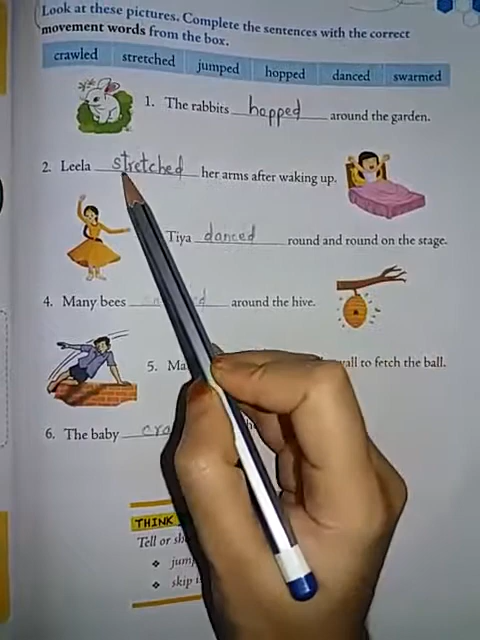 Look at these pictures. Complete the sentences with the correct
movement words from the box.
crawled stretched jumped hopped danced swarmed
1. The rabbits hopped around the garden.
2. Leela stretched her arms after waking up.
Tiya danced round and round on the stage.
4. Many bees around the hive.
5. wall to fetch the ball.
6. The baby
THINK
Tell or
skip